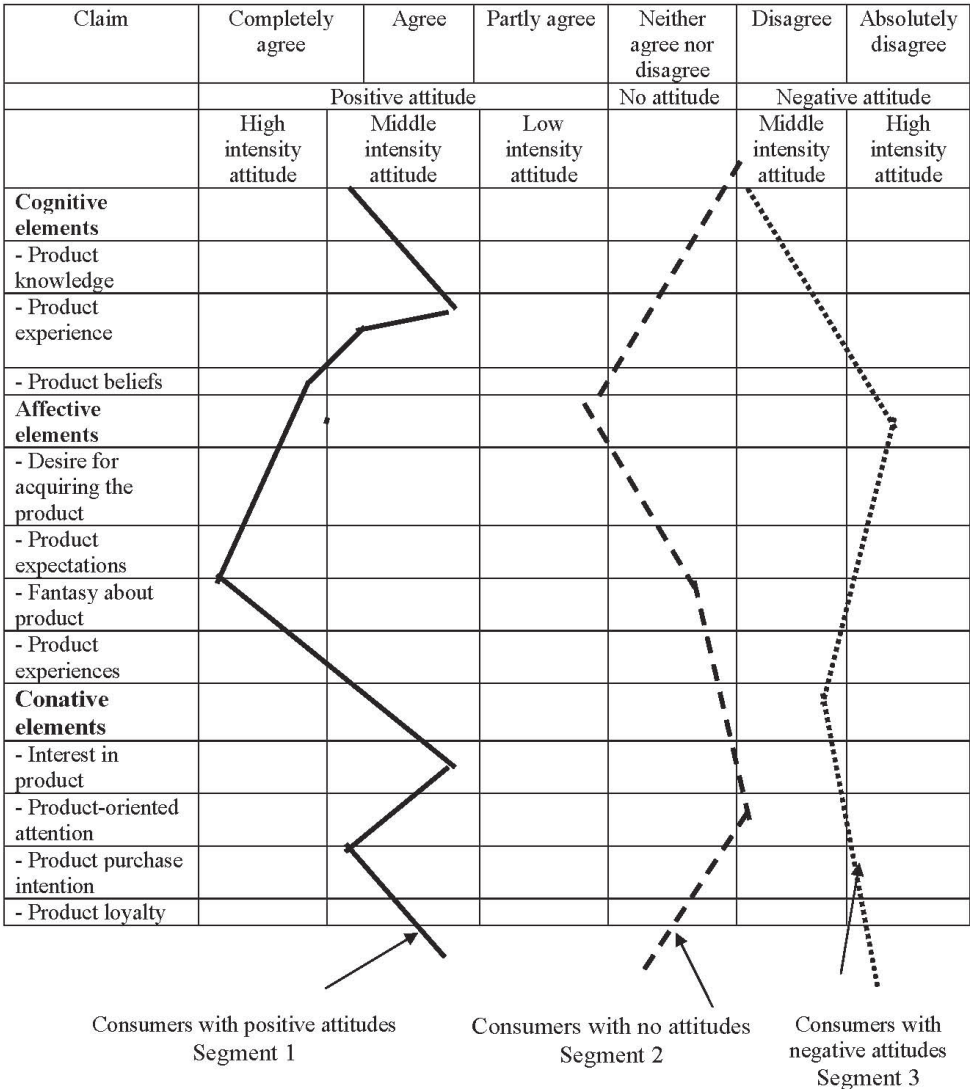 Claim
Completely
agree
Agree
Partly agree
Neither
agree nor
disagree
Disagree
Absolutely
disagree
Positive attitude
No attitude
Negative attitude
High
intensity
attitude
Middle
intensity
attitude
Low
intensity
attitude
Middle
intensity
attitude
High
intensity
attitude
Cognitive
elements
- Product
knowledge
- Product
experience
- Product beliefs
Affective
elements
- Desire for
acquiring the
product
- Product
expectations
- Fantasy about
product
- Product
experiences
Conative
elements
- Interest in
product
- Product-oriented
attention
- Product purchase
intention
- Product loyalty
Consumers with positive attitudes
Segment 1
Consumers with no attitudes
Segment 2
Consumers with
negative attitudes
Segment 3